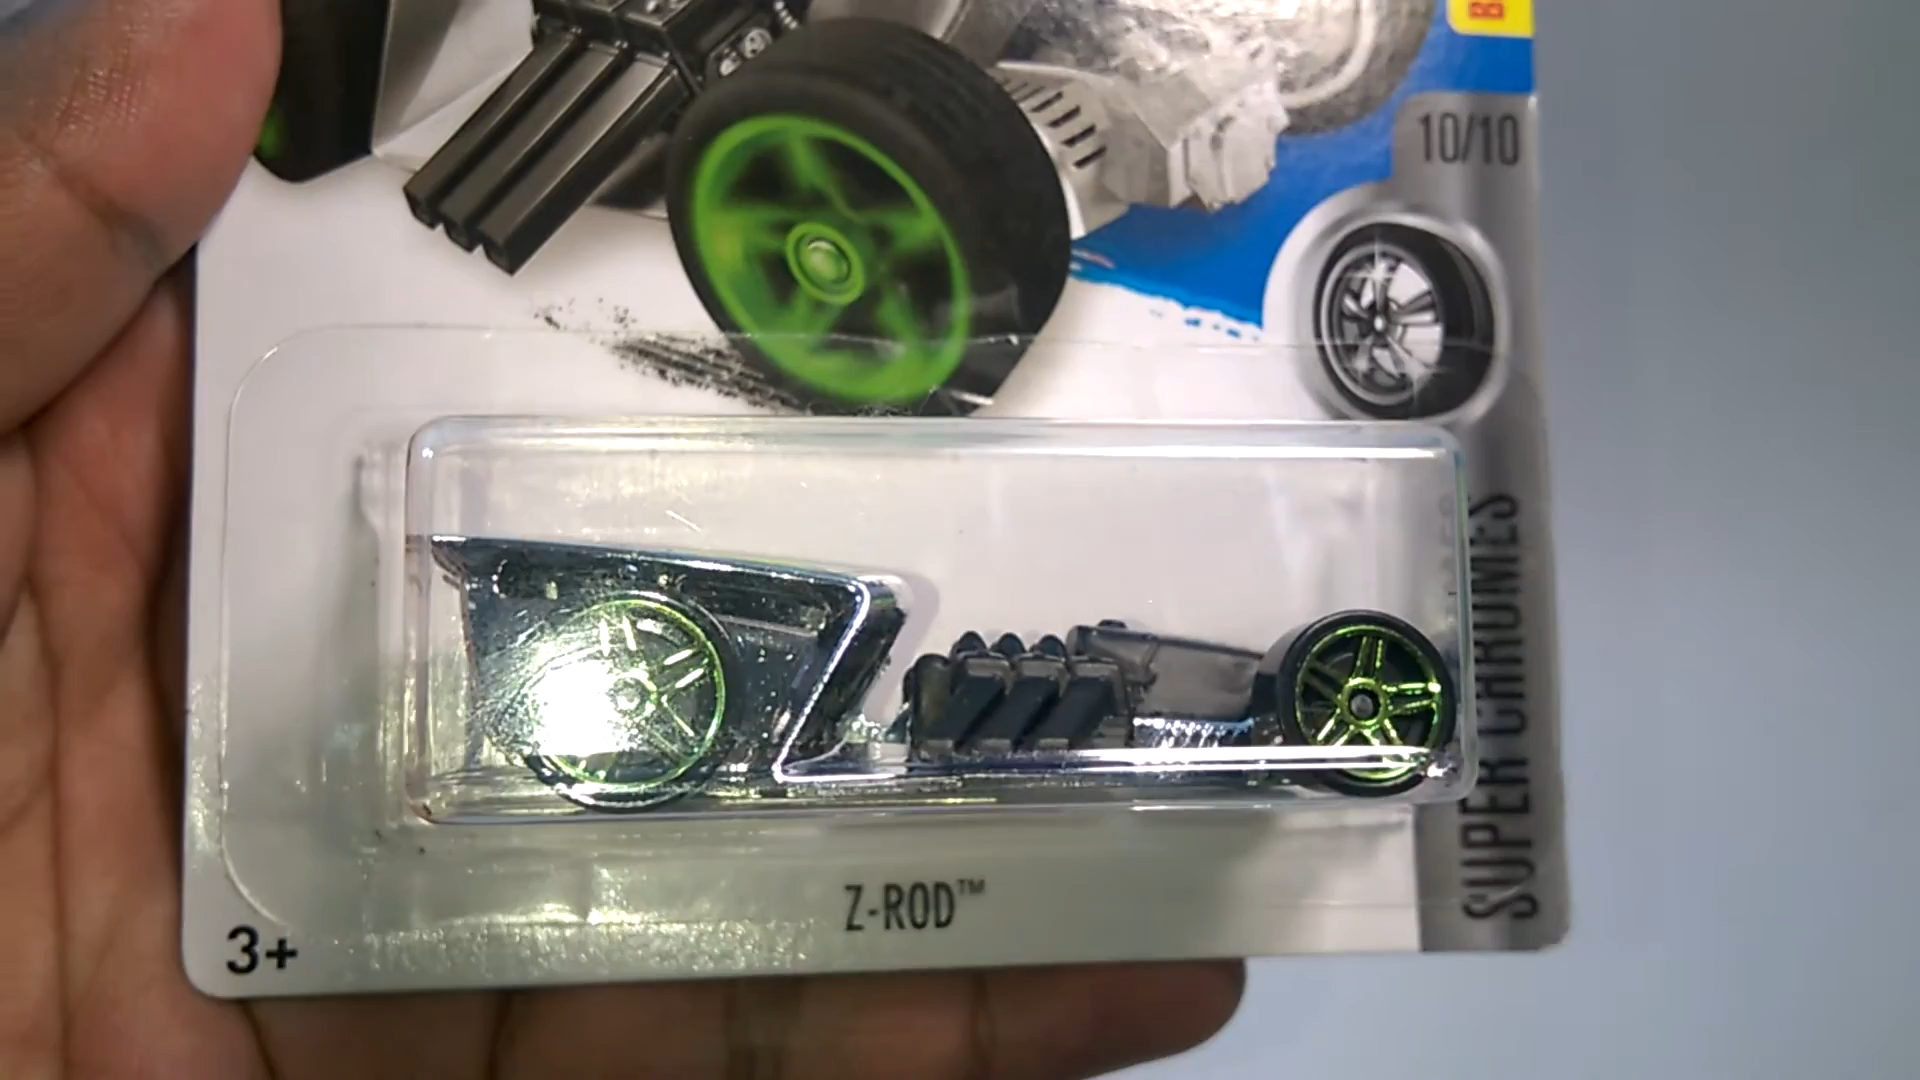 10/10
SUPER CHROMES
Z-ROD™
3+